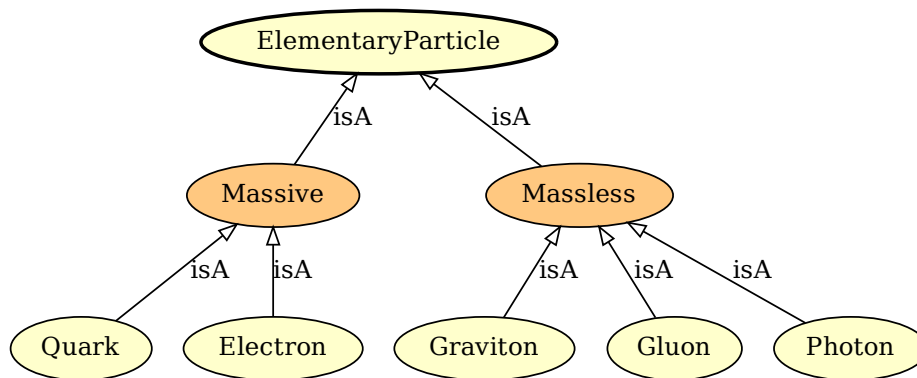 ElementaryParticle
isA
isA
Massive
Massless
isA
isA
isA
isA
isA
Quark
Electron
Graviton
Gluon
Photon